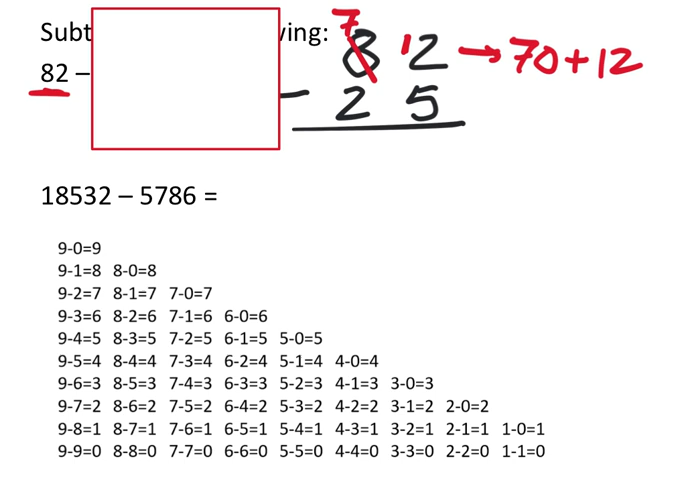 Subt ving:
82 –
7
8 12 → 70+12
– 2 5
18532 – 5786 =
9-0=9
9-1=8 8-0=8
9-2=7 8-1=7 7-0=7
9-3=6 8-2=6 7-1=6 6-0=6
9-4=5 8-3=5 7-2=5 6-1=5 5-0=5
9-5=4 8-4=4 7-3=4 6-2=4 5-1=4 4-0=4
9-6=3 8-5=3 7-4=3 6-3=3 5-2=3 4-1=3 3-0=3
9-7=2 8-6=2 7-5=2 6-4=2 5-3=2 4-2=2 3-1=2 2-0=2
9-8=1 8-7=1 7-6=1 6-5=1 5-4=1 4-3=1 3-2=1 2-1=1 1-0=1
9-9=0 8-8=0 7-7=0 6-6=0 5-5=0 4-4=0 3-3=0 2-2=0 1-1=0